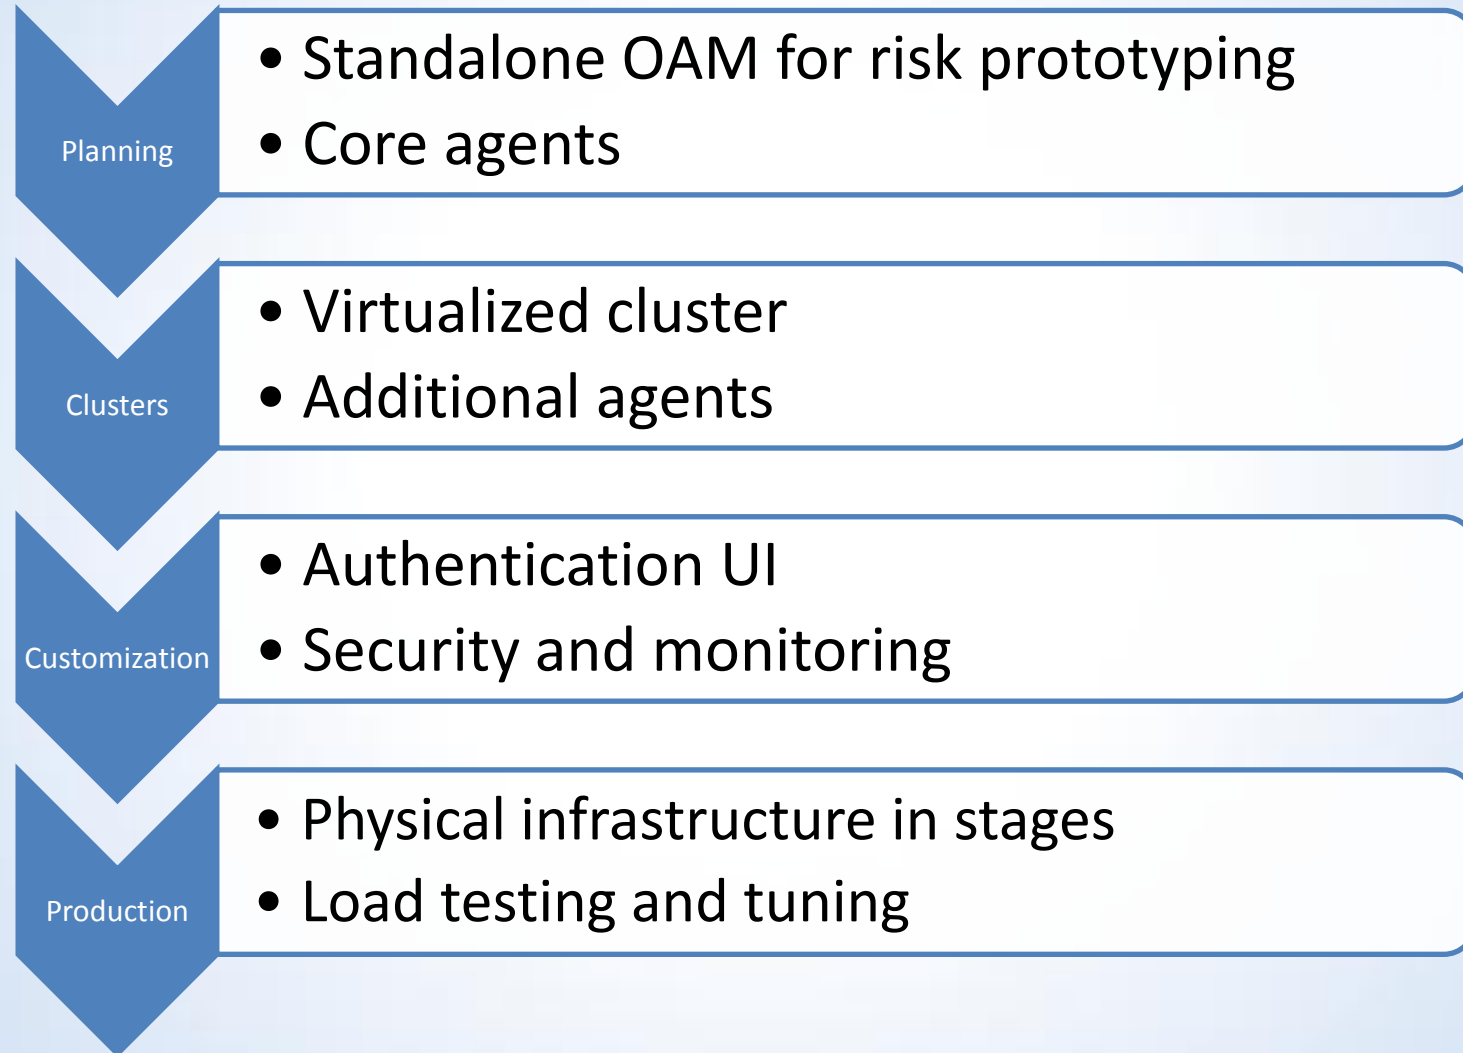 Planning
• Standalone OAM for risk prototyping
• Core agents
Clusters
• Virtualized cluster
• Additional agents
Customization
• Authentication UI
• Security and monitoring
Production
• Physical infrastructure in stages
• Load testing and tuning